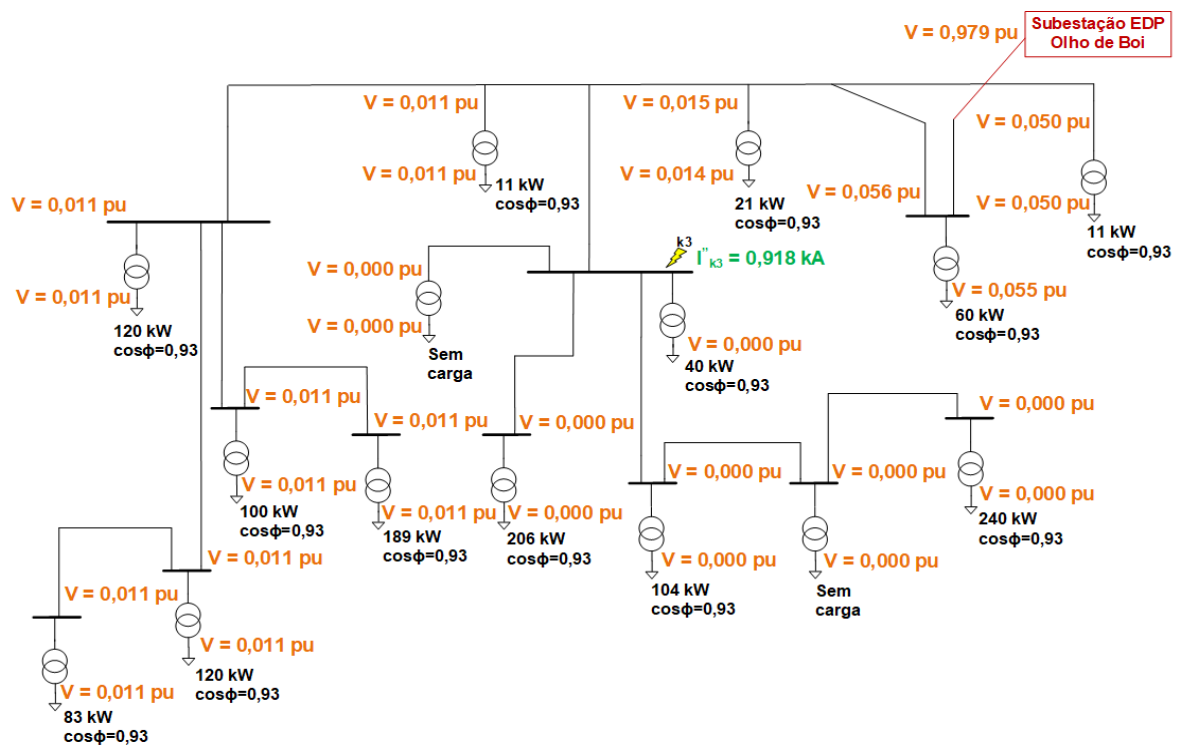 Subestação EDP
Olho de Boi
V = 0,979 pu
V = 0,011 pu
V = 0,015 pu
V = 0,050 pu
V = 0,011 pu
V = 0,014 pu
V = 0,056 pu
V = 0,050 pu
11 kW
cosφ=0,93
21 kW
cosφ=0,93
11 kW
cosφ=0,93
V = 0,011 pu
k3
I"k3 = 0,918 kA
V = 0,000 pu
V = 0,011 pu
V = 0,055 pu
60 kW
cosφ=0,93
120 kW
cosφ=0,93
V = 0,000 pu
V = 0,000 pu
Sem
carga
40 kW
cosφ=0,93
V = 0,011 pu
V = 0,011 pu
V = 0,000 pu
V = 0,000 pu
V = 0,000 pu
V = 0,000 pu
V = 0,011 pu
V = 0,011 pu
V = 0,000 pu
V = 0,000 pu
100 kW
cosφ=0,93
189 kW
cosφ=0,93
206 kW
cosφ=0,93
240 kW
cosφ=0,93
V = 0,011 pu
V = 0,000 pu
V = 0,000 pu
V = 0,011 pu
104 kW
cosφ=0,93
Sem
carga
V = 0,011 pu
120 kW
cosφ=0,93
V = 0,011 pu
83 kW
cosφ=0,93